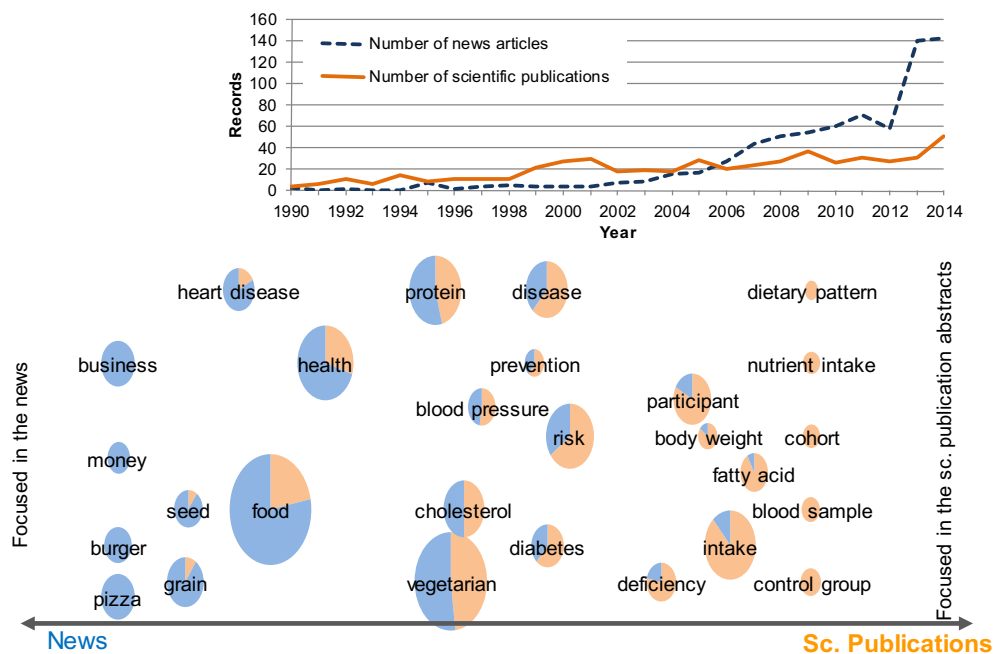 160
140
120
100
80
60
40
20
0
Records
Number of news articles
Number of scientific publications
1990 1992 1994 1996 1998 2000 2002 2004 2006 2008 2010 2012 2014
Year
heart disease
protein
disease
dietary pattern
business
health
prevention
nutrient intake
blood pressure
participant
risk
body weight
cohort
money
fatty acid
seed
food
cholesterol
blood sample
burger
diabetes
intake
pizza
grain
vegetarian
deficiency
control group
Focused in the news
Focused in the sc. publication abstracts
News
Sc. Publications